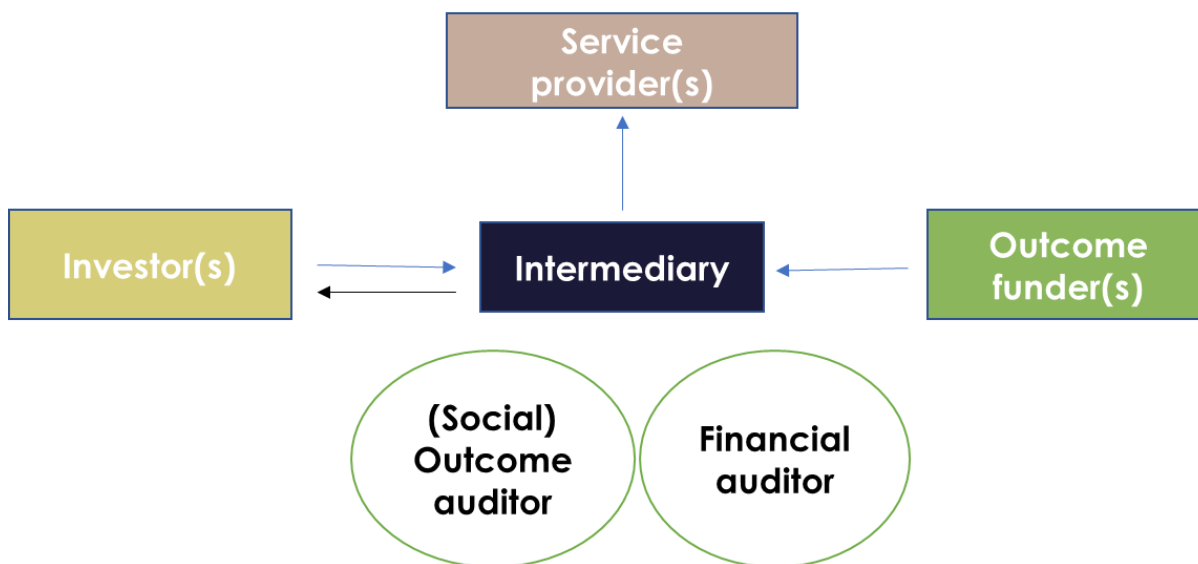 Service
provider(s)
Investor(s)
Intermediary
Outcome
funder(s)
(Social)
Outcome
auditor
Financial
auditor